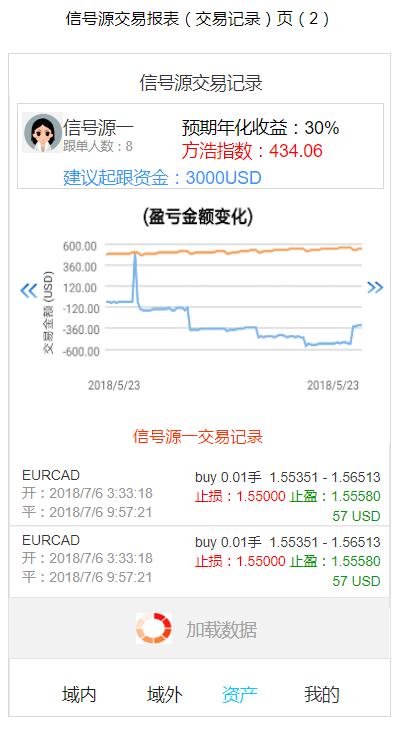 信号源交易报表（交易记录）页（2）
信号源交易记录
信号源一
预期年化收益：30%
跟单人数：8
方浩指数：434.06
建议起跟资金：3000USD
(盈亏金额变化)
交易金额 (USD)
600.00
360.00
120.00
-120.00
-360.00
-600.00
2018/5/23
2018/5/23
信号源一交易记录
EURCAD
buy 0.01手 1.55351 - 1.56513
开：2018/7/6 3:33:18
止损：1.55000 止盈：1.55580
平：2018/7/6 9:57:21
57 USD
EURCAD
buy 0.01手 1.55351 - 1.56513
开：2018/7/6 3:33:18
止损：1.55000 止盈：1.55580
平：2018/7/6 9:57:21
57 USD
加载数据
域内 域外 资产 我的